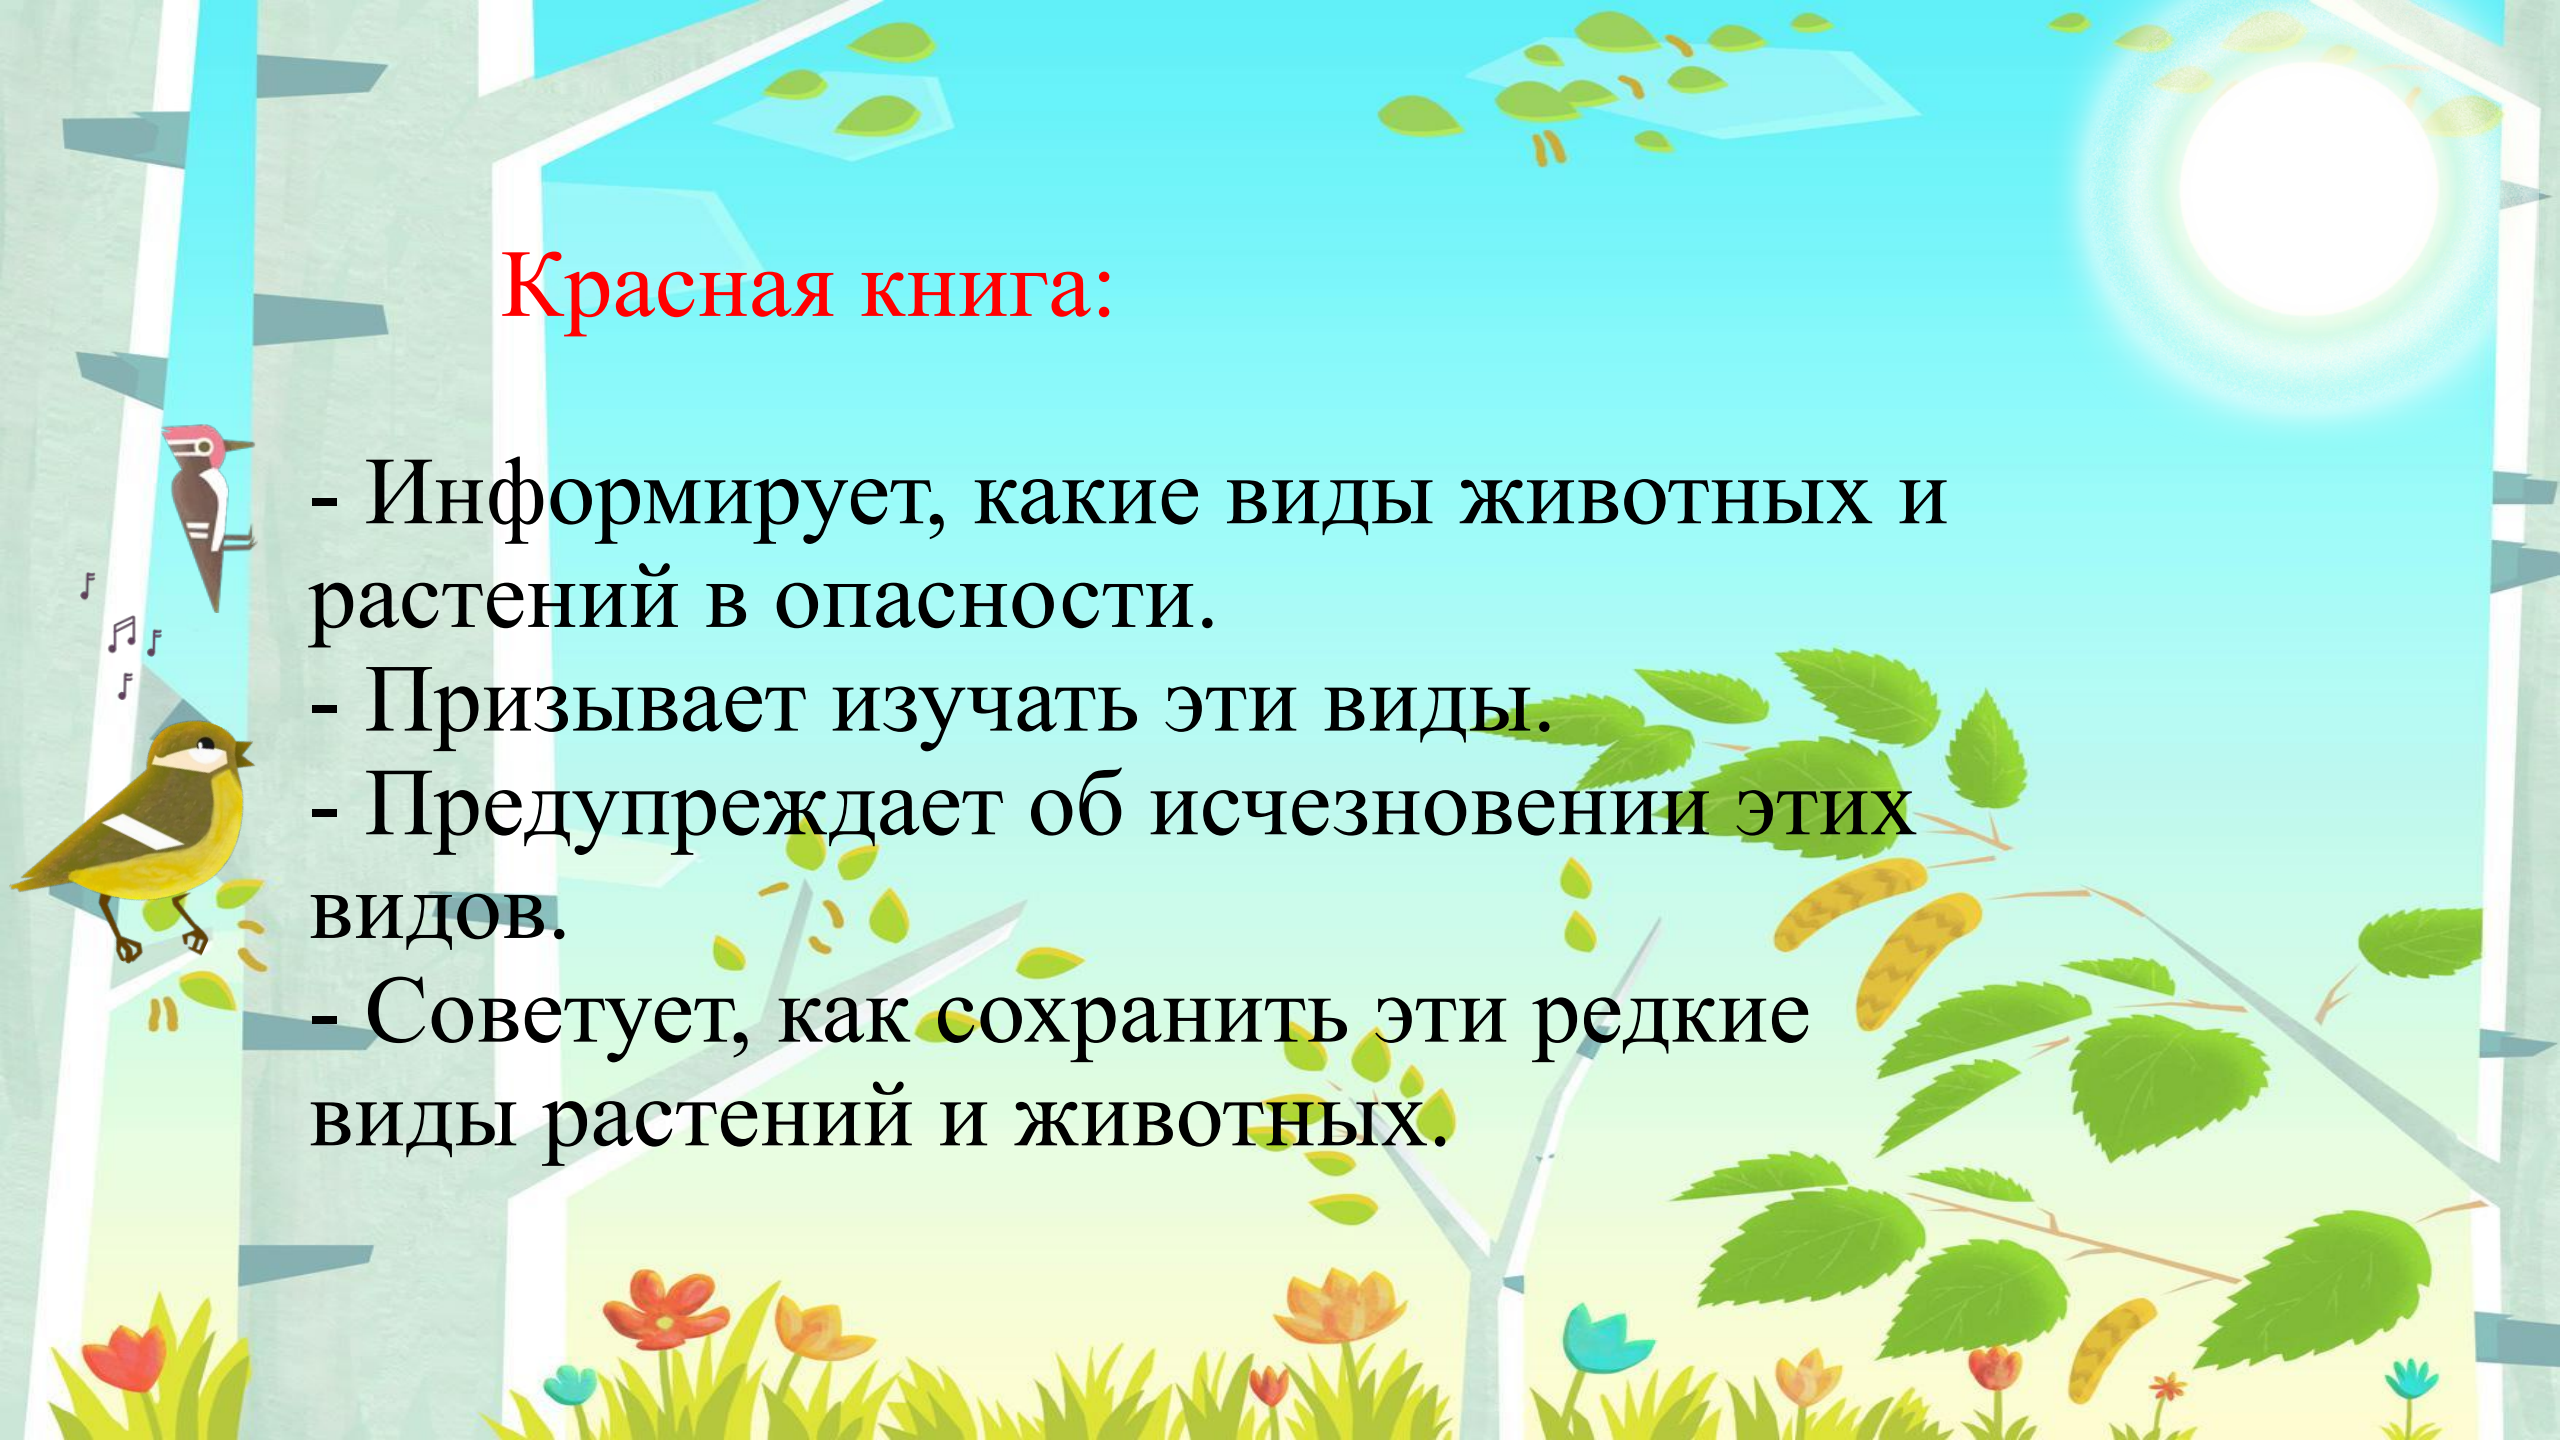 Красная книга:
- Информирует, какие виды животных и
растений в опасности.
- Призывает изучать эти виды.
- Предупреждает об исчезновении этих
видов.
- Советует, как сохранить эти редкие
виды растений и животных.